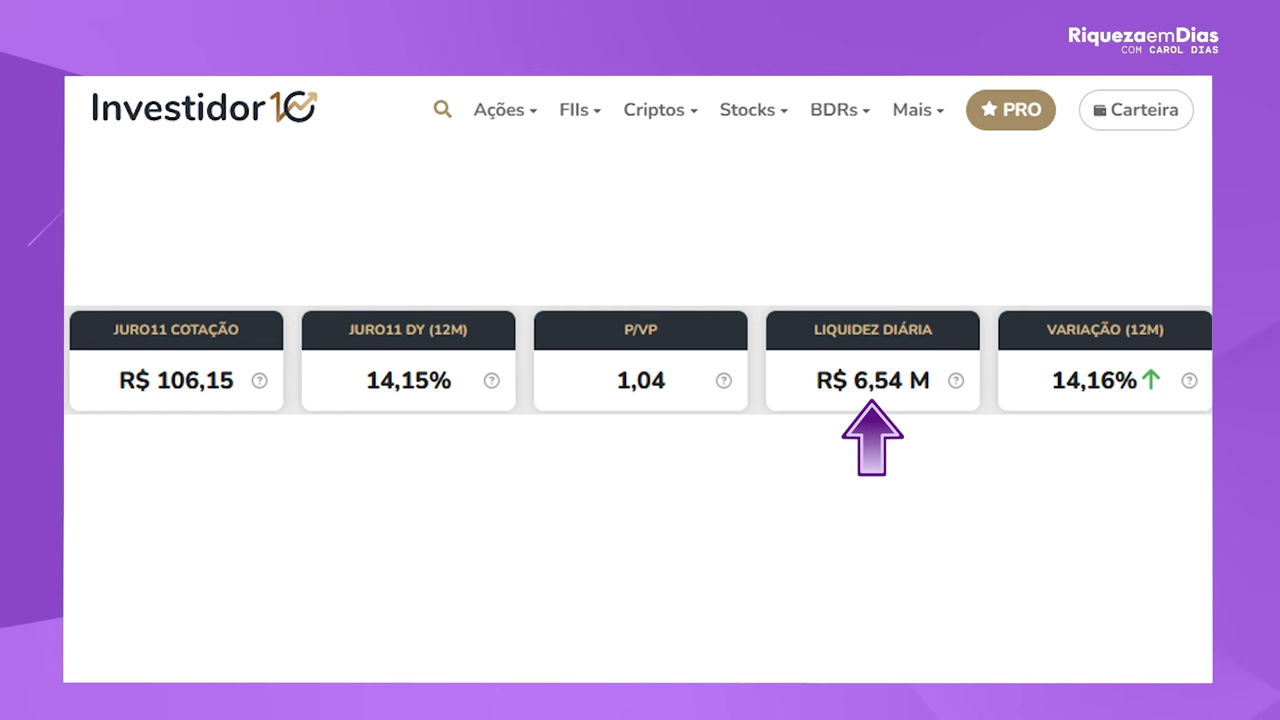 RiquezaemDias
COM CAROL DIAS
Investidor10
Ações FIIs Criptos Stocks BDRs Mais PRO Carteira
JURO11 COTAÇÃO JURO11 DY (12M) P/VP LIQUIDEZ DIÁRIA VARIAÇÃO (12M)
R$ 106,15 ? 14,15% ? 1,04 ? R$ 6,54 M ? 14,16% ?